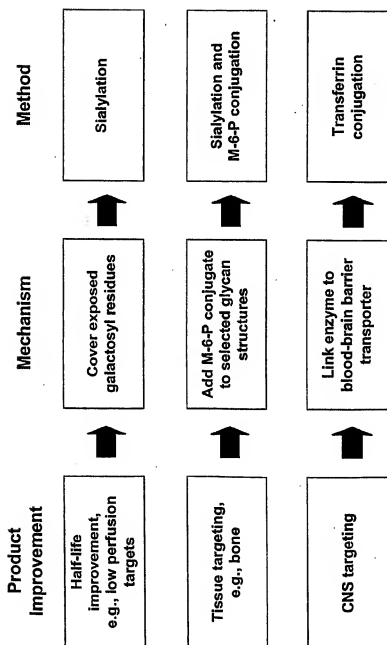 Product
Improvement
Mechanism
Method
Half-life
improvement,
e.g., low perfusion
targets
Cover exposed
galactosyl residues
Sialylation
Tissue targeting,
e.g., bone
Add M-6-P conjugate
to selected glycan
structures
Sialylation and
M-6-P conjugation
CNS targeting
Link enzyme to
blood-brain barrier
transporter
Transferrin
conjugation